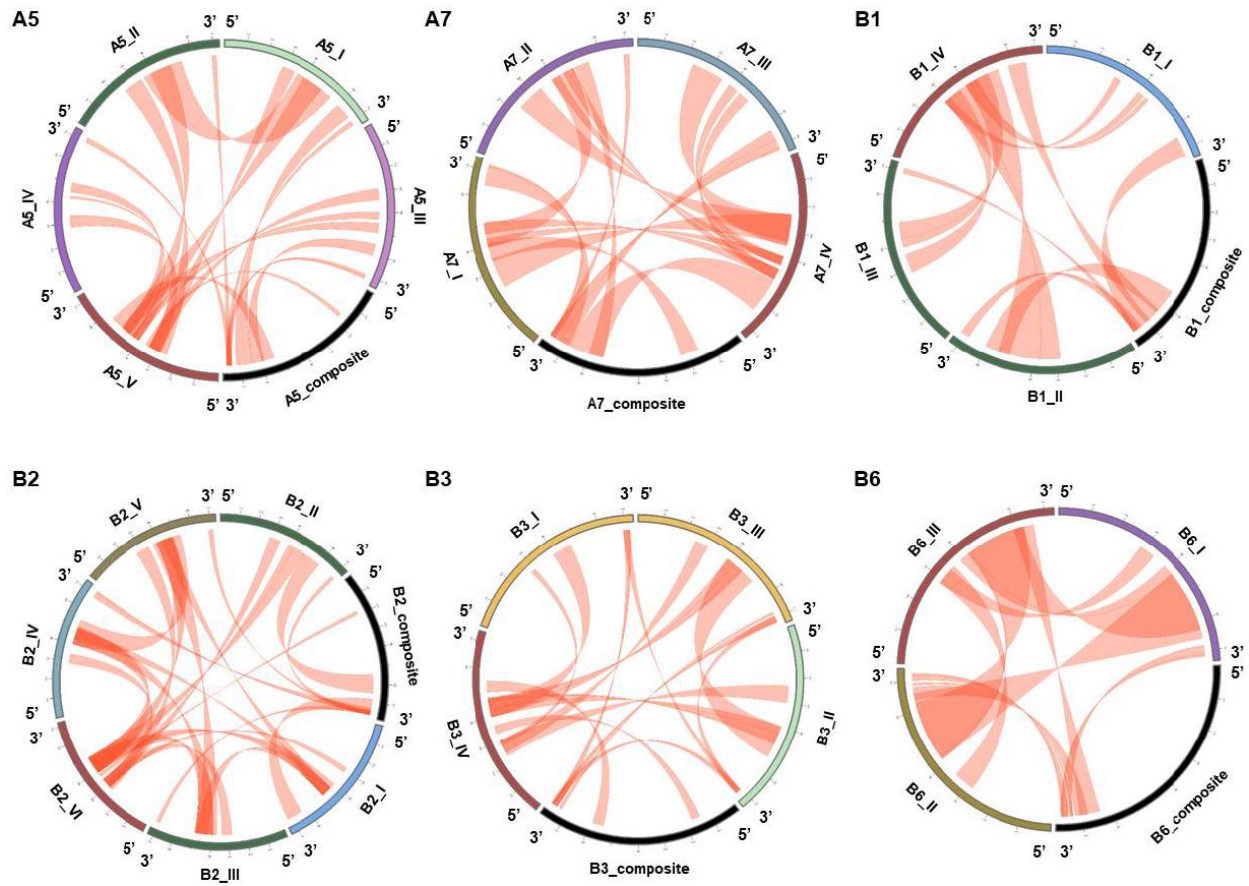 A5
A5_II
3’ 5’
A5_I
3’
5’
A5_III
3’
5’
A5_composite
3’
5’
A5_V
3’
5’
A5_IV
3’
5’
A7
A7_II
3’ 5’
A7_III
3’
5’
A7_IV
3’
5’
A7_composite
3’
5’
A7_I
3’
5’
B1
B1_IV
3’ 5’
B1_I
3’
5’
B1_composite
3’
5’
B1_II
3’
5’
B1_III
3’
5’
B2
B2_V
3’ 5’
B2_II
3’
5’
B2_composite
3’
5’
B2_I
3’
5’
B2_III
3’
5’
B2_VI
3’
5’
B2_IV
3’
5’
B3
B3_I
3’ 5’
B3_III
3’
5’
B3_II
3’
5’
B3_composite
3’
5’
B3_IV
3’
5’
B6
B6_III
3’ 5’
B6_I
3’
5’
B6_composite
3’
5’
B6_II
3’
5’